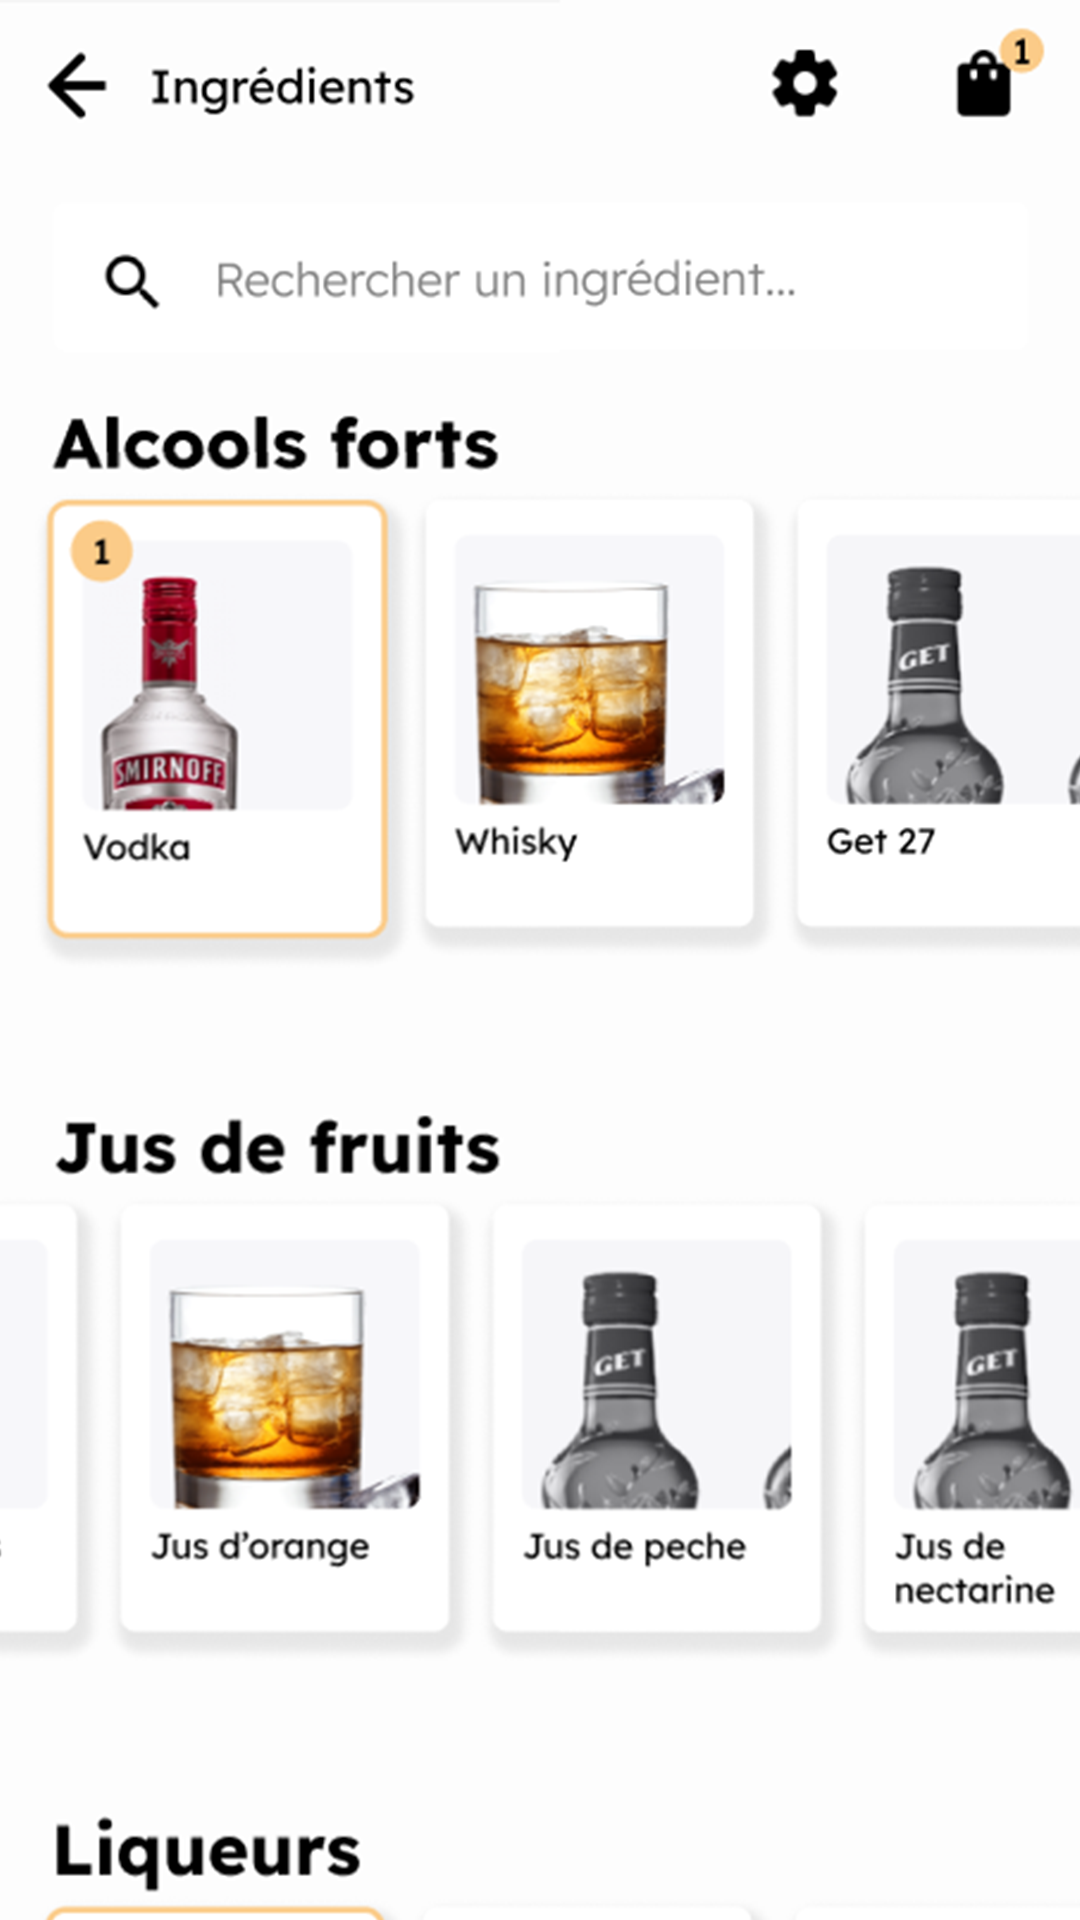 Ingrédients
1
Rechercher un ingrédient...
Alcools forts
1
SMIRNOFF
GET
Vodka
Whisky
Get 27
Jus de fruits
GET
GET
Jus d’orange
Jus de peche
Jus de
nectarine
Liqueurs